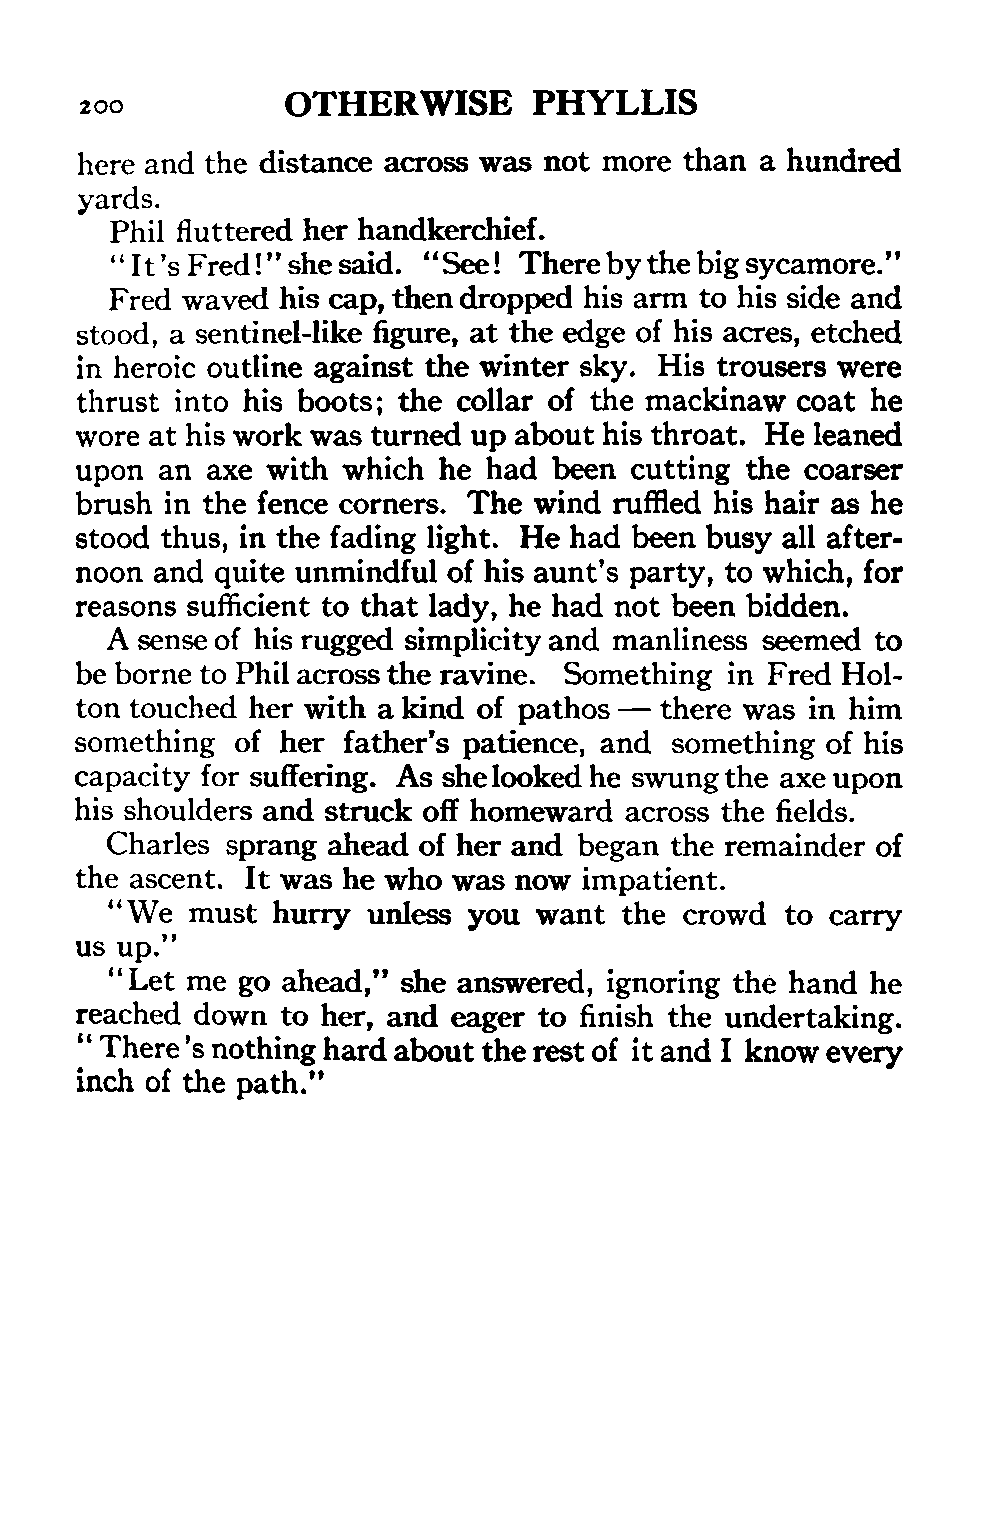 200 OTHERWISE PHYLLIS
here and the distance across was not more than a hundred
yards.
Phil fluttered her handkerchief.
"It's Fred!" she said. "See! There by the big sycamore."
Fred waved his cap, then dropped his arm to his side and
stood, a sentinel-like figure, at the edge of his acres, etched
in heroic outline against the winter sky. His trousers were
thrust into his boots; the collar of the mackinaw coat he
wore at his work was turned up about his throat. He leaned
upon an axe with which he had been cutting the coarser
brush in the fence corners. The wind ruffled his hair as he
stood thus, in the fading light. He had been busy all after-
noon and quite unmindful of his aunt's party, to which, for
reasons sufficient to that lady, he had not been bidden.
A sense of his rugged simplicity and manliness seemed to
be borne to Phil across the ravine. Something in Fred Hol-
ton touched her with a kind of pathos — there was in him
something of her father's patience, and something of his
capacity for suffering. As she looked he swung the axe upon
his shoulders and struck off homeward across the fields.
Charles sprang ahead of her and began the remainder of
the ascent. It was he who was now impatient.
"We must hurry unless you want the crowd to carry
us up."
"Let me go ahead," she answered, ignoring the hand he
reached down to her, and eager to finish the undertaking.
"There's nothing hard about the rest of it and I know every
inch of the path."